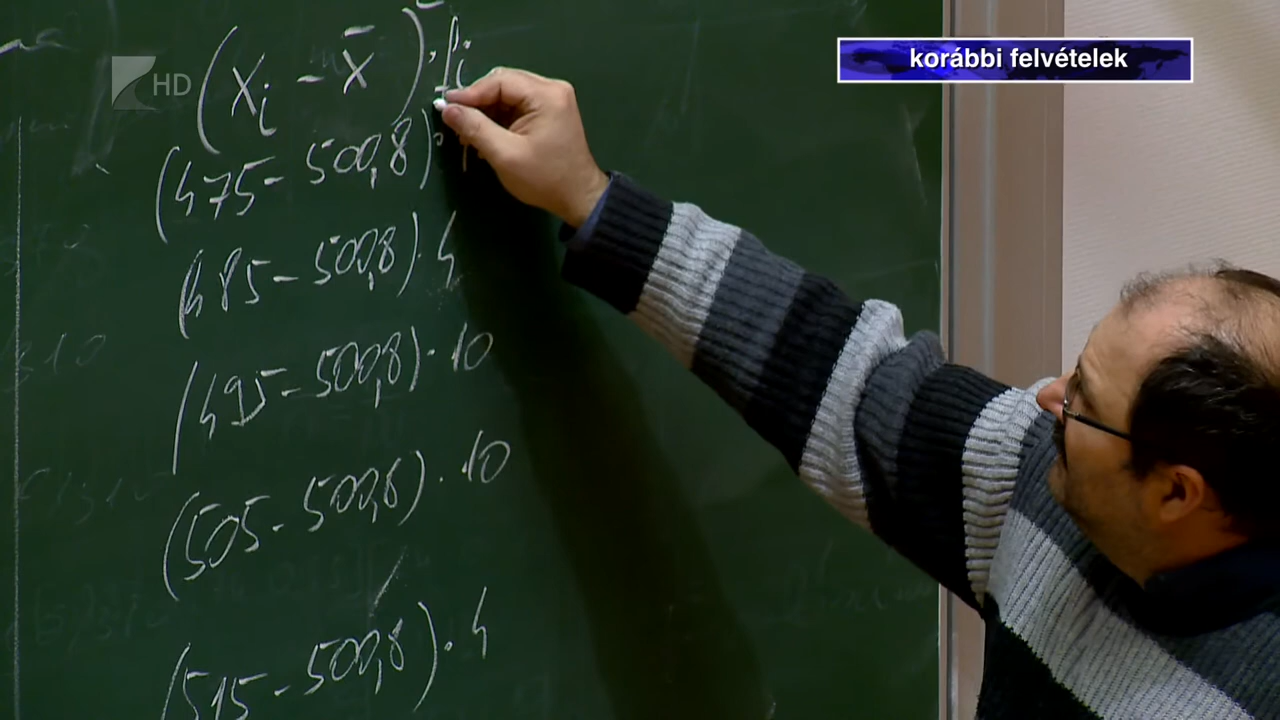 korábbi felvételek
HD
(xi - x̄)·fi
(475 - 500,8)·
(485 - 500,8)·4
(495 - 500,8)·10
(505 - 500,8)·10
(515 - 500,8)·4